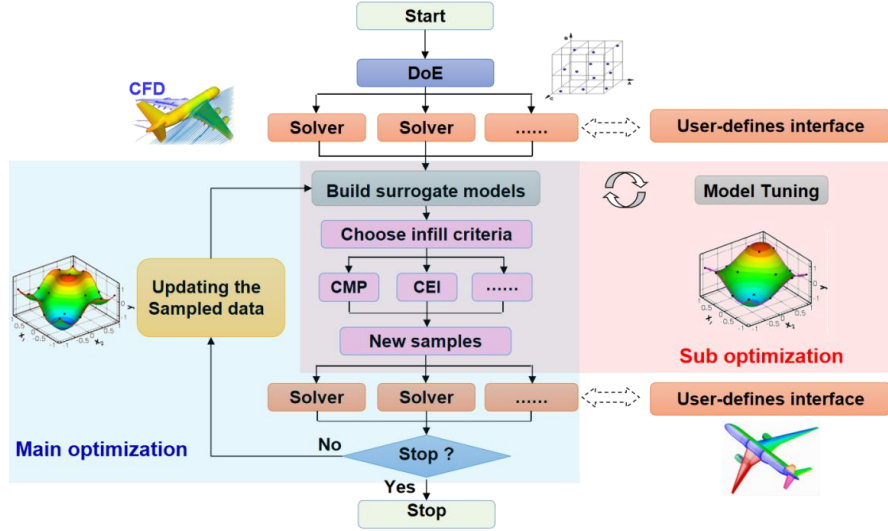 Start
DoE
CFD
Solver
Solver
......
User-defines interface
Build surrogate models
Model Tuning
Choose infill criteria
CMP
CEI
......
Updating the
Sampled data
New samples
Sub optimization
Solver
Solver
......
User-defines interface
Main optimization
No
Stop ?
Yes
Stop